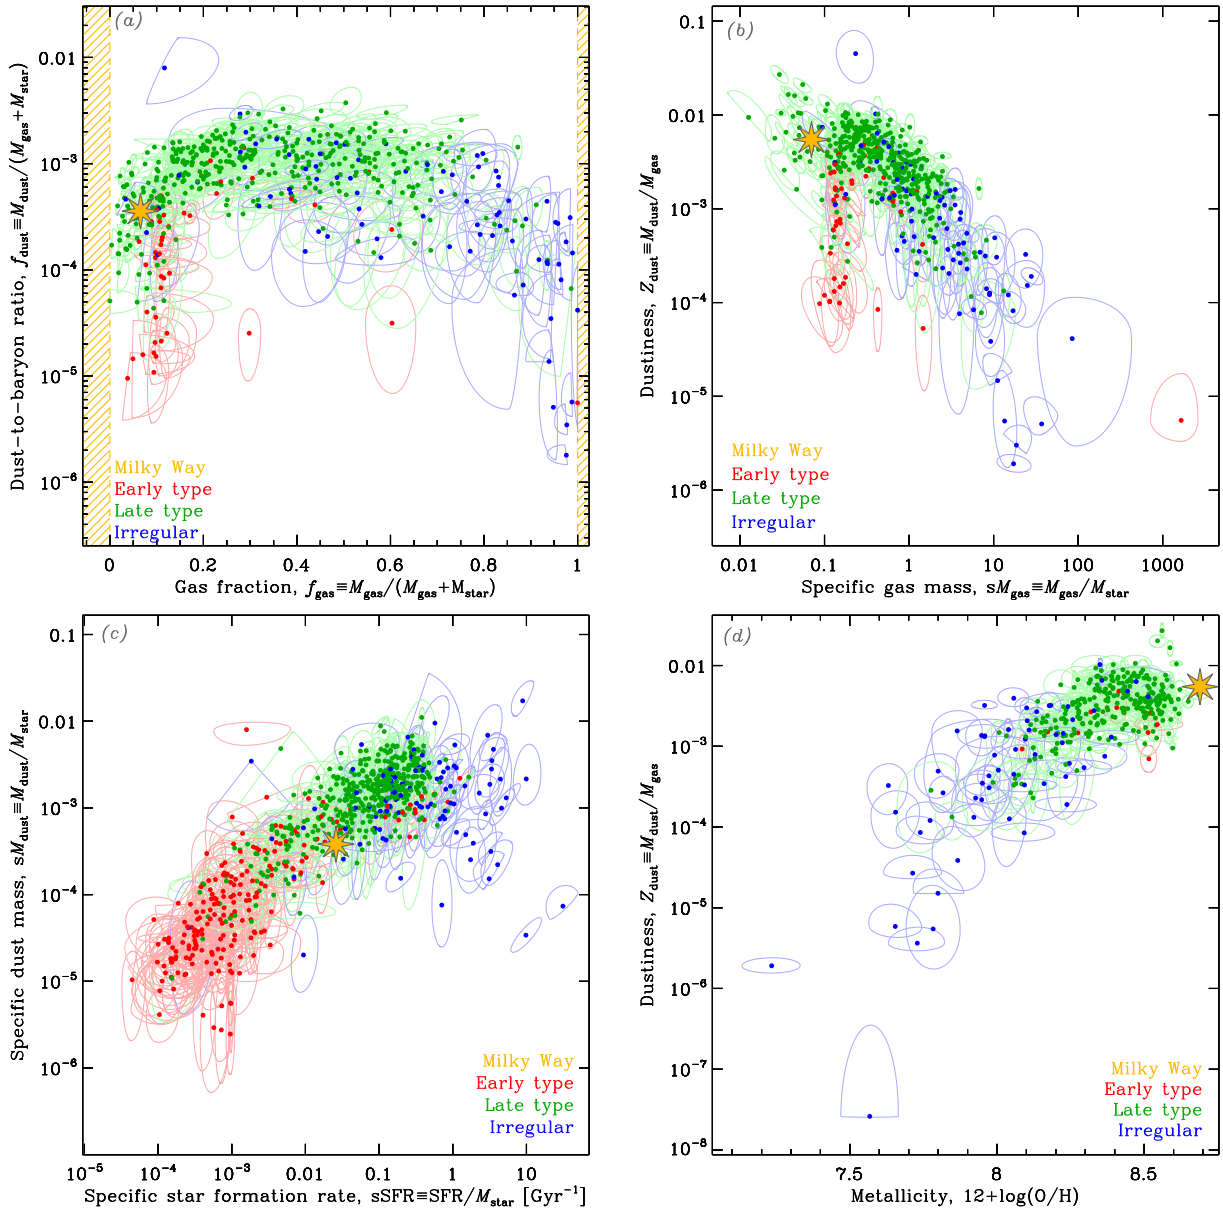 (a)
0.01
10⁻³
10⁻⁴
10⁻⁵
10⁻⁶
Dust−to−baryon ratio, f_dust≡M_dust/(M_gas+M_star)
Milky Way
Early type
Late type
Irregular
0 0.2 0.4 0.6 0.8 1
Gas fraction, f_gas≡M_gas/(M_gas+M_star)
(b)
0.1
0.01
10⁻³
10⁻⁴
10⁻⁵
10⁻⁶
Dustiness, Z_dust≡M_dust/M_gas
Milky Way
Early type
Late type
Irregular
0.01 0.1 1 10 100 1000
Specific gas mass, sM_gas≡M_gas/M_star
(c)
0.1
0.01
10⁻³
10⁻⁴
10⁻⁵
10⁻⁶
Specific dust mass, sM_dust≡M_dust/M_star
Milky Way
Early type
Late type
Irregular
10⁻⁵ 10⁻⁴ 10⁻³ 0.01 0.1 1 10
Specific star formation rate, sSFR≡SFR/M_star [Gyr⁻¹]
(d)
0.01
10⁻³
10⁻⁴
10⁻⁵
10⁻⁶
10⁻⁷
10⁻⁸
Dustiness, Z_dust≡M_dust/M_gas
Milky Way
Early type
Late type
Irregular
7.5 8 8.5
Metallicity, 12+log(O/H)